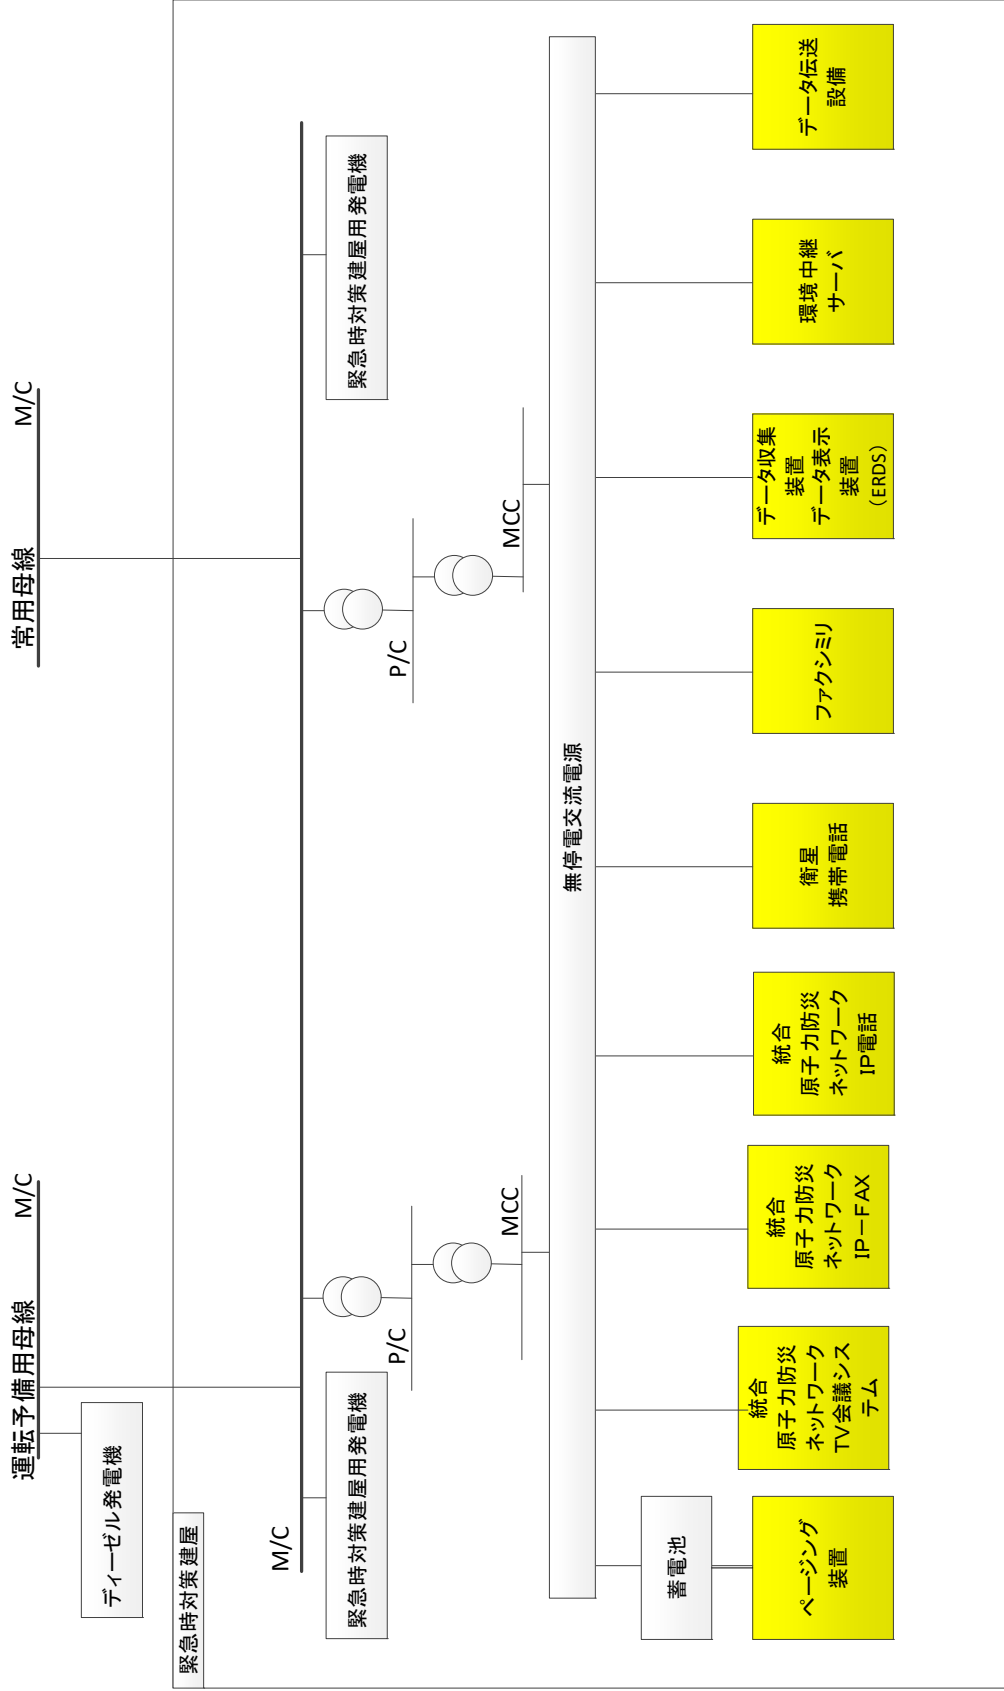 運転予備用母線
M/C
常用母線
M/C
ディーゼル発電機
緊急時対策建屋
M/C
緊急時対策建屋用発電機
緊急時対策建屋用発電機
P/C
P/C
MCC
MCC
無停電交流電源
蓄電池
ページング
装置
統合
原子力防災
ネットワーク
TV会議シス
テム
統合
原子力防災
ネットワーク
IP－FAX
統合
原子力防災
ネットワーク
IP電話
衛星
携帯電話
ファクシミリ
データ収集
装置
データ表示
装置
（ERDS）
環境中継
サーバ
データ伝送
設備